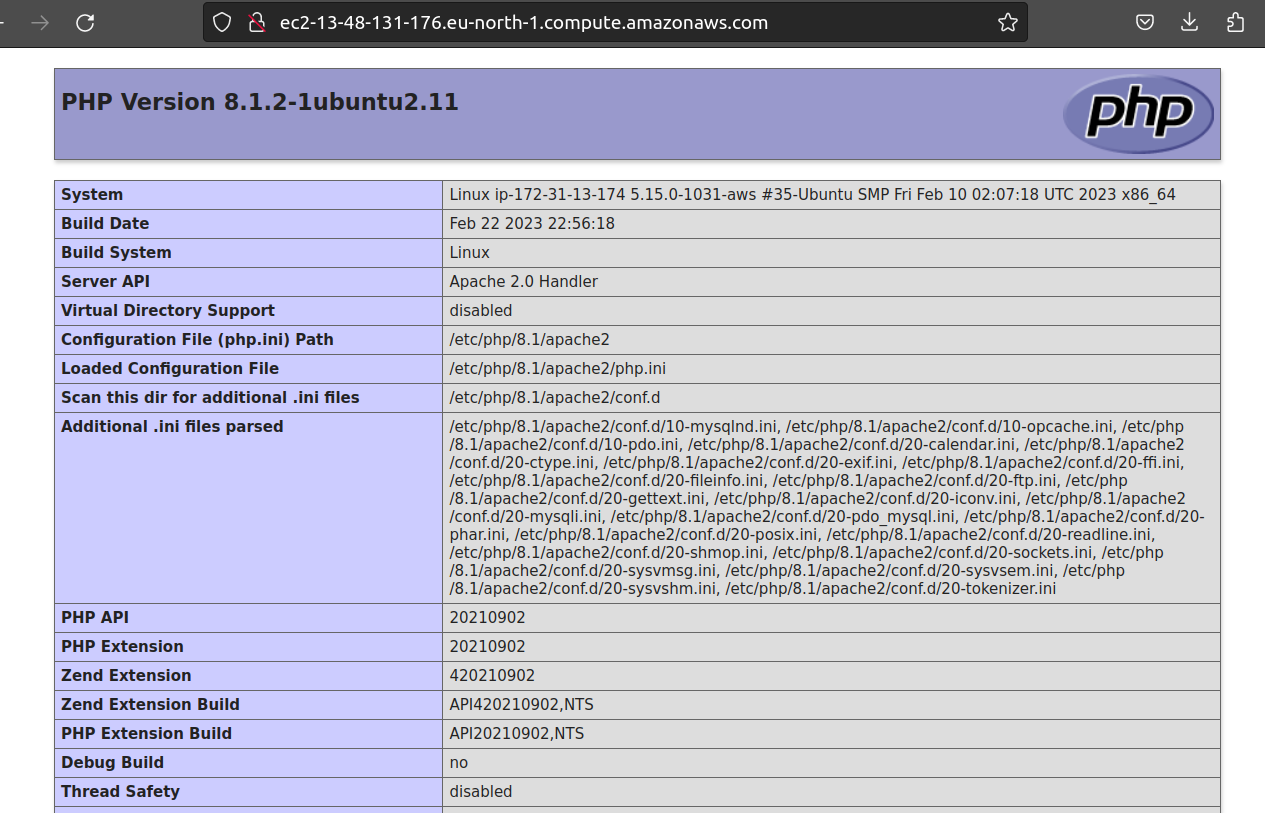 ec2-13-48-131-176.eu-north-1.compute.amazonaws.com
PHP Version 8.1.2-1ubuntu2.11
php
System Linux ip-172-31-13-174 5.15.0-1031-aws #35-Ubuntu SMP Fri Feb 10 02:07:18 UTC 2023 x86_64
Build Date Feb 22 2023 22:56:18
Build System Linux
Server API Apache 2.0 Handler
Virtual Directory Support disabled
Configuration File (php.ini) Path /etc/php/8.1/apache2
Loaded Configuration File /etc/php/8.1/apache2/php.ini
Scan this dir for additional .ini files /etc/php/8.1/apache2/conf.d
Additional .ini files parsed /etc/php/8.1/apache2/conf.d/10-mysqlnd.ini, /etc/php/8.1/apache2/conf.d/10-opcache.ini, /etc/php
/8.1/apache2/conf.d/10-pdo.ini, /etc/php/8.1/apache2/conf.d/20-calendar.ini, /etc/php/8.1/apache2
/conf.d/20-ctype.ini, /etc/php/8.1/apache2/conf.d/20-exif.ini, /etc/php/8.1/apache2/conf.d/20-ffi.ini,
/etc/php/8.1/apache2/conf.d/20-fileinfo.ini, /etc/php/8.1/apache2/conf.d/20-ftp.ini, /etc/php
/8.1/apache2/conf.d/20-gettext.ini, /etc/php/8.1/apache2/conf.d/20-iconv.ini, /etc/php/8.1/apache2
/conf.d/20-mysqli.ini, /etc/php/8.1/apache2/conf.d/20-pdo_mysql.ini, /etc/php/8.1/apache2/conf.d/20-
phar.ini, /etc/php/8.1/apache2/conf.d/20-posix.ini, /etc/php/8.1/apache2/conf.d/20-readline.ini,
/etc/php/8.1/apache2/conf.d/20-shmop.ini, /etc/php/8.1/apache2/conf.d/20-sockets.ini, /etc/php
/8.1/apache2/conf.d/20-sysvmsg.ini, /etc/php/8.1/apache2/conf.d/20-sysvsem.ini, /etc/php
/8.1/apache2/conf.d/20-sysvshm.ini, /etc/php/8.1/apache2/conf.d/20-tokenizer.ini
PHP API 20210902
PHP Extension 20210902
Zend Extension 420210902
Zend Extension Build API420210902,NTS
PHP Extension Build API20210902,NTS
Debug Build no
Thread Safety disabled